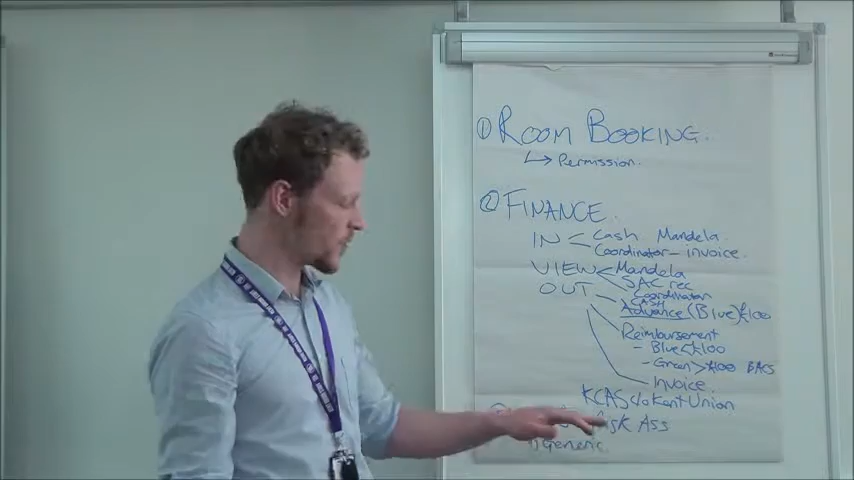 ① ROOM BOOKING.
↳ Permission.
② FINANCE.
IN < Cash Mandela.
Coordinator - invoice.
VIEW < Mandela
SAC rec
Coordinator
OUT CASH
Advance (Blue) £100
Reimbursement
- Blue < £100
- Green > £100 BACS
Invoice.
KCAS c/o Kent Union
Risk Ass
1) Generic.